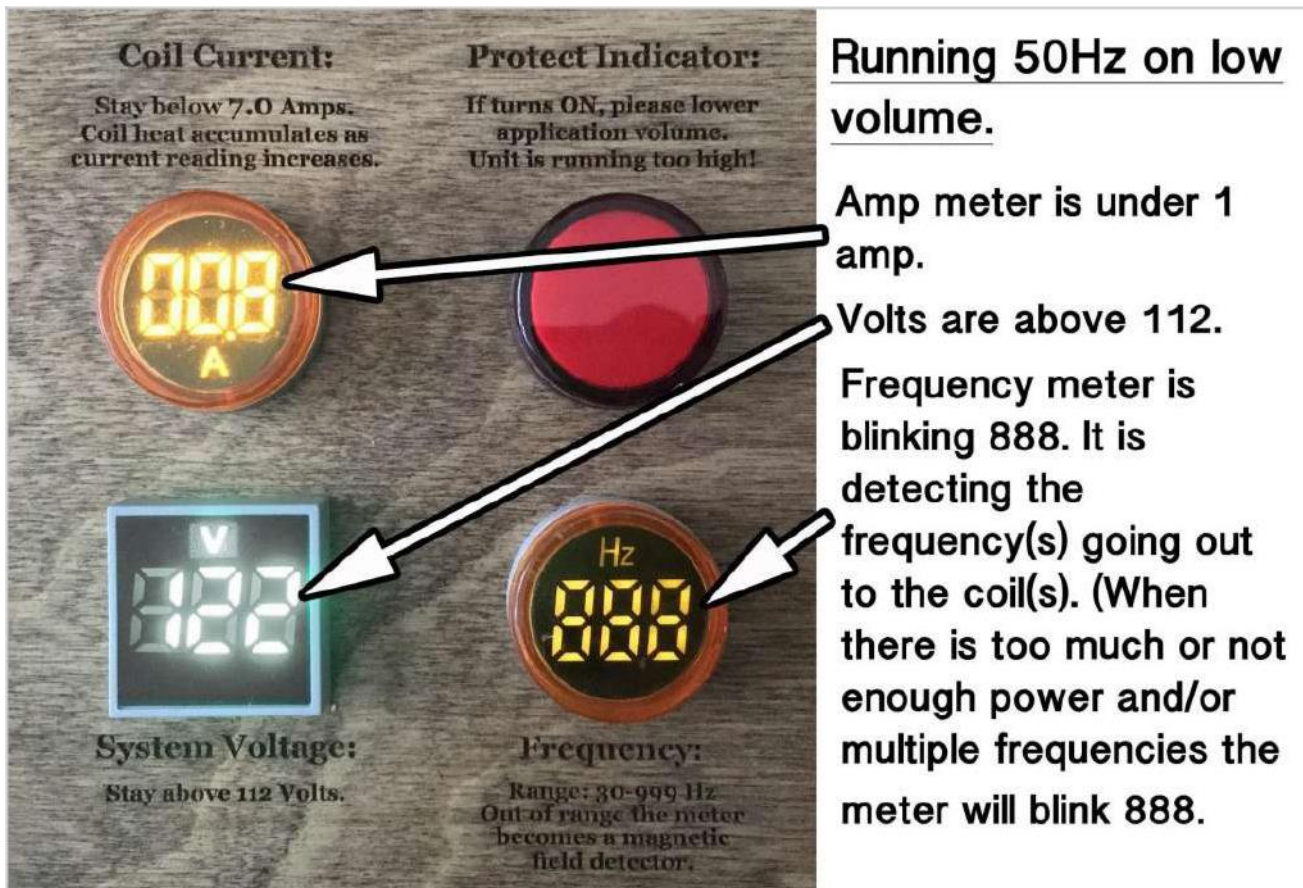 Coil Current:
Stay below 7.0 Amps.
Coil heat accumulates as
current reading increases.
00.8
A
Protect Indicator:
If turns ON, please lower
application volume.
Unit is running too high!
V
122
System Voltage:
Stay above 112 Volts.
Hz
888
Frequency:
Range: 30-999 Hz
Out of range the meter
becomes a magnetic
field detector.
Running 50Hz on low
volume.
Amp meter is under 1
amp.
Volts are above 112.
Frequency meter is
blinking 888. It is
detecting the
frequency(s) going out
to the coil(s). (When
there is too much or not
enough power and/or
multiple frequencies the
meter will blink 888.